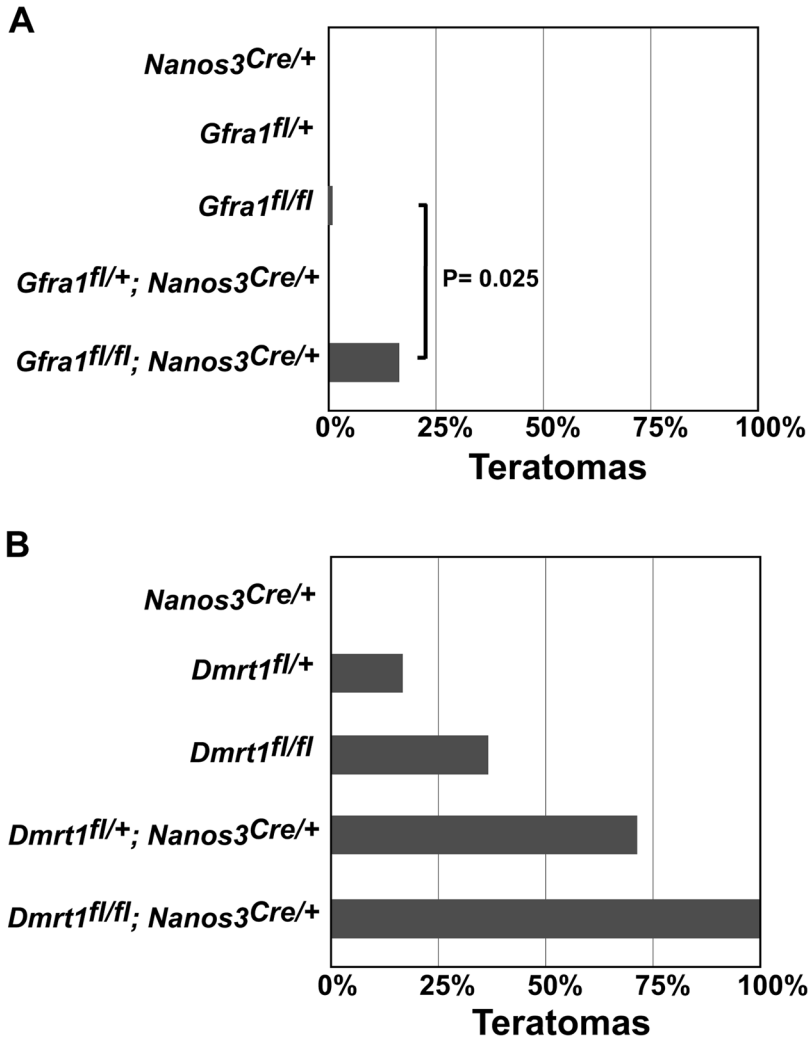 A
Nanos3Cre/+
Gfra1fl/+
Gfra1fl/fl
Gfra1fl/+; Nanos3Cre/+
Gfra1fl/fl; Nanos3Cre/+
P= 0.025
0% 25% 50% 75% 100%
Teratomas
B
Nanos3Cre/+
Dmrt1fl/+
Dmrt1fl/fl
Dmrt1fl/+; Nanos3Cre/+
Dmrt1fl/fl; Nanos3Cre/+
0% 25% 50% 75% 100%
Teratomas